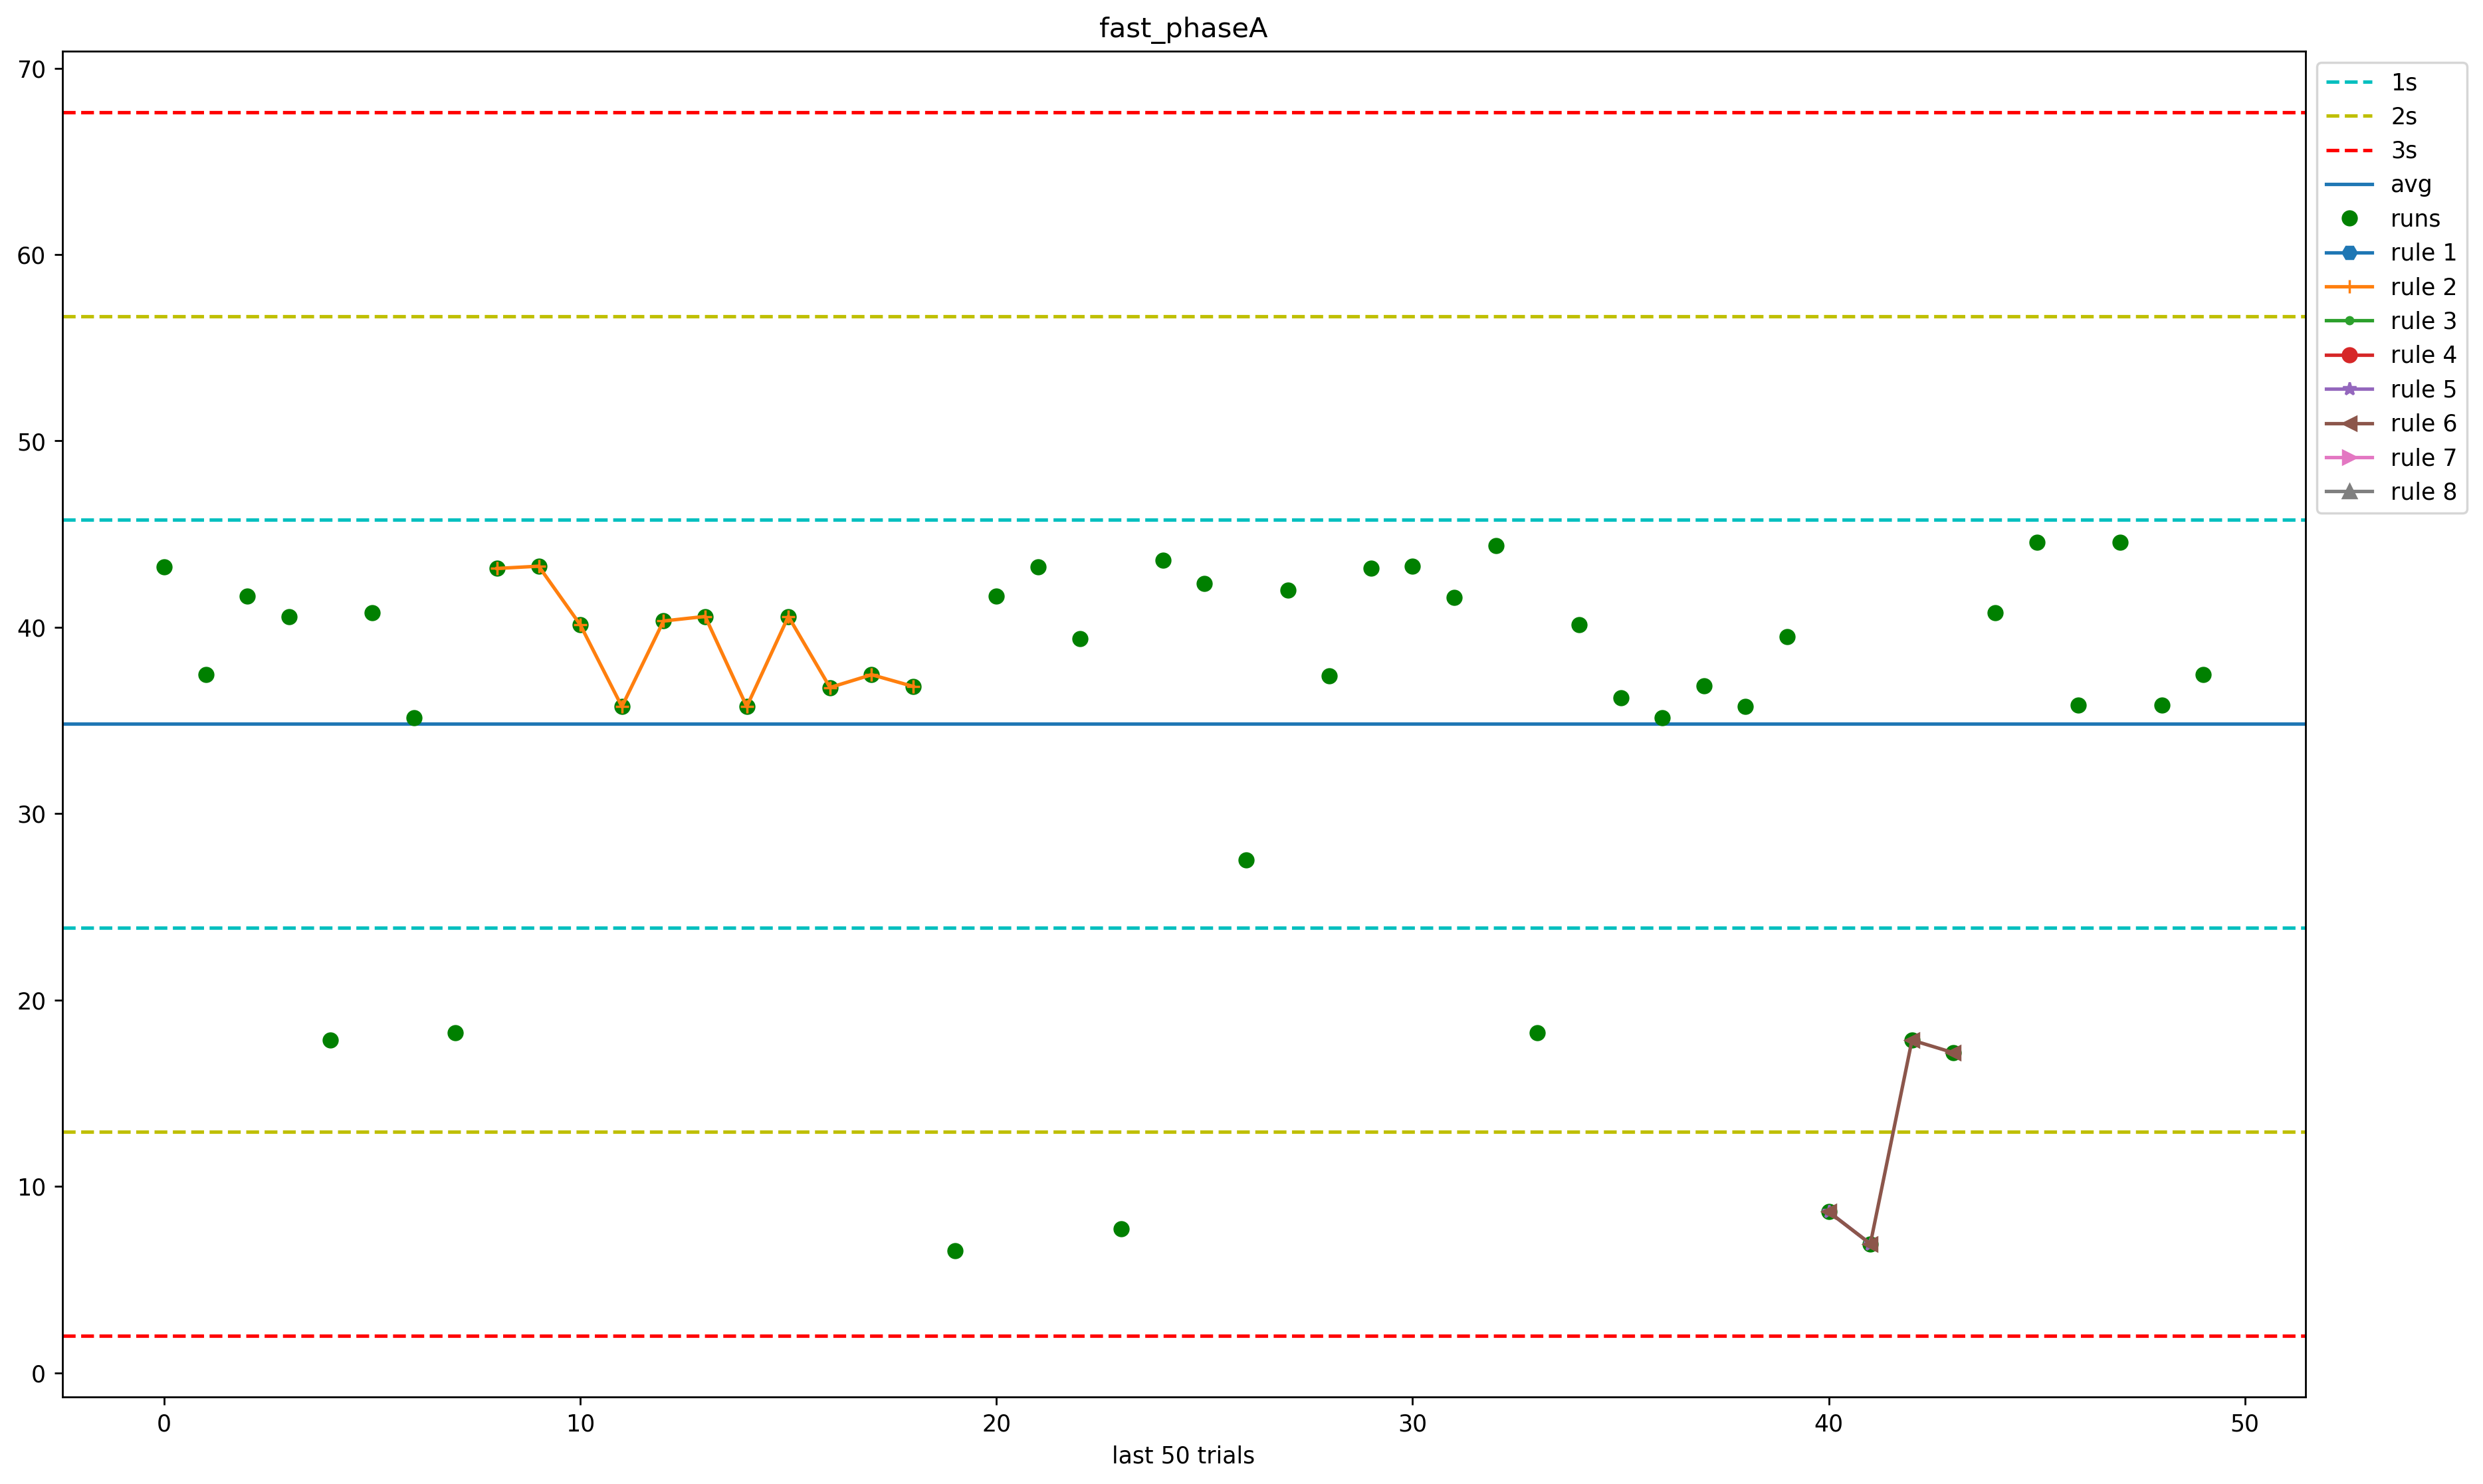 fast_phaseA
70
60
50
40
30
20
10
0
0 10 20 30 40 50
last 50 trials
1s
2s
3s
avg
runs
rule 1
rule 2
rule 3
rule 4
rule 5
rule 6
rule 7
rule 8